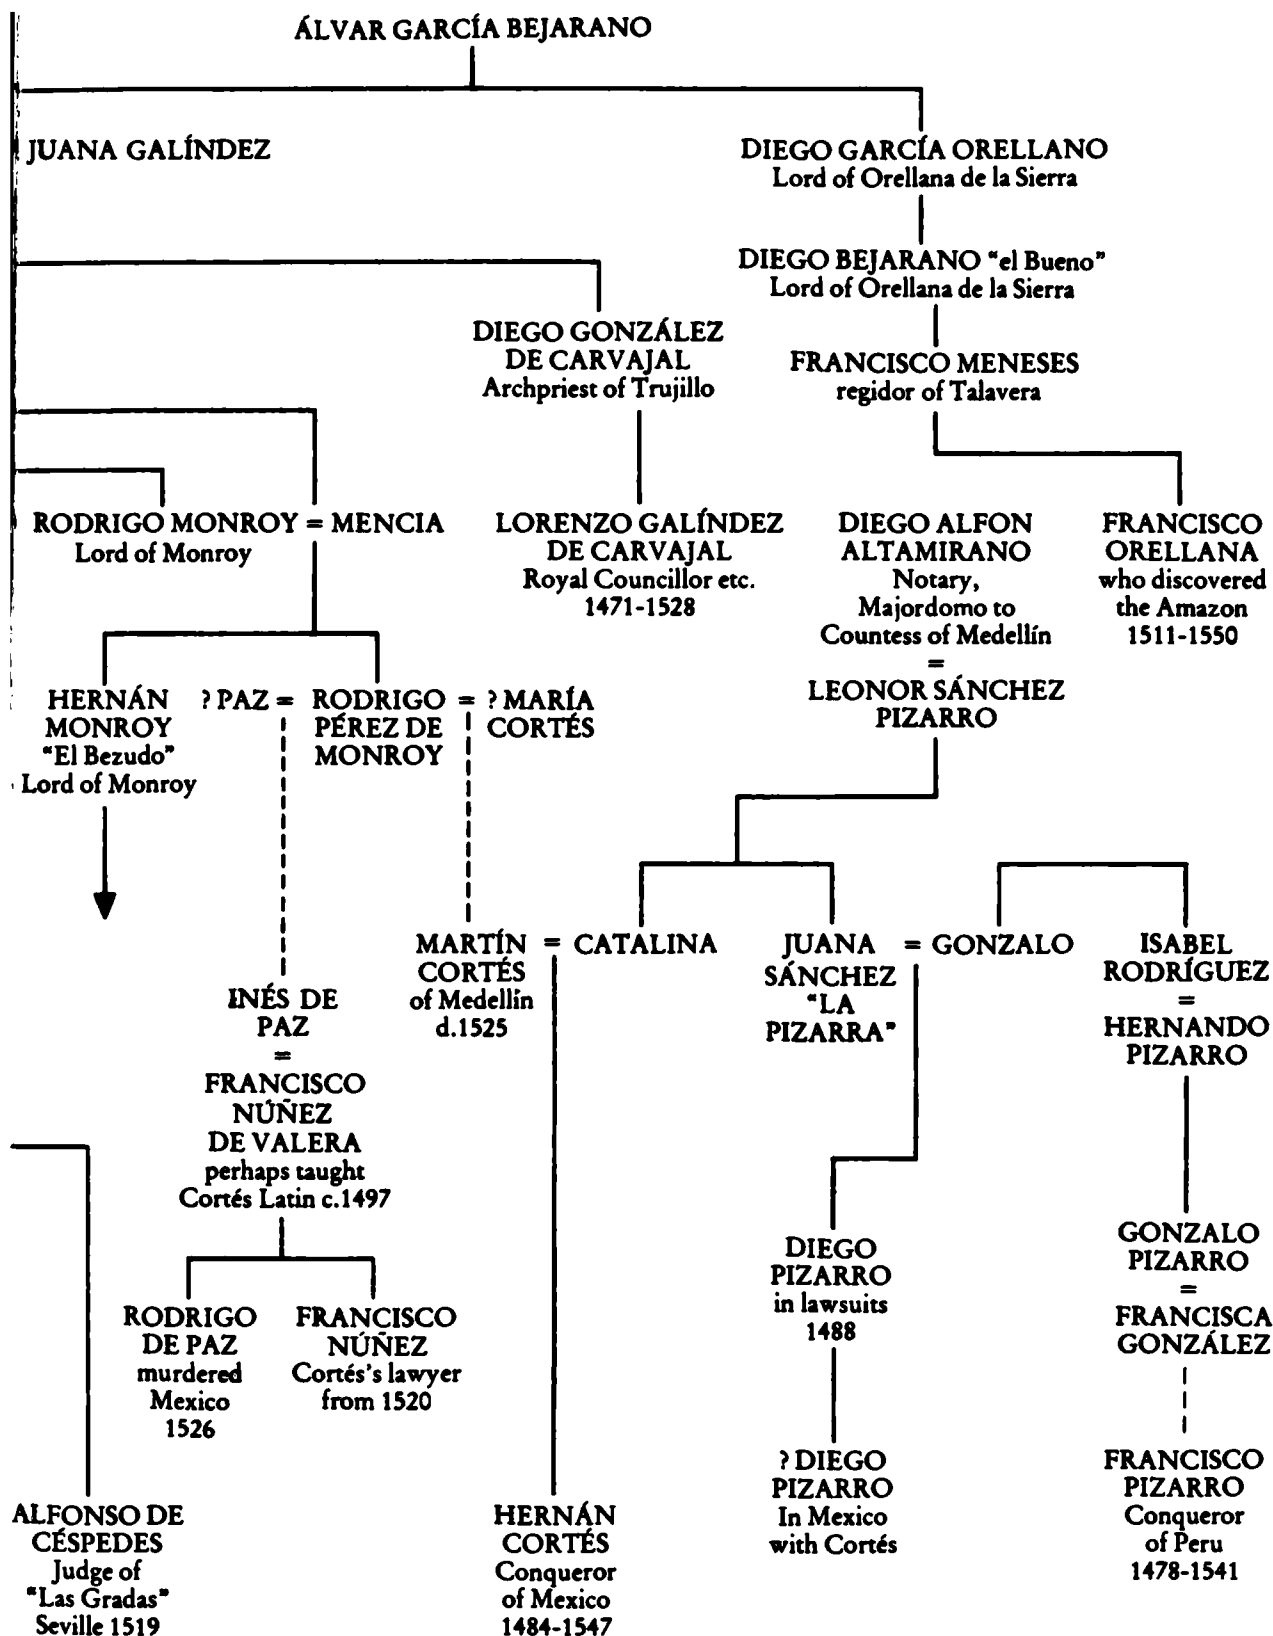 ÁLVAR GARCÍA BEJARANO
JUANA GALÍNDEZ
DIEGO GARCÍA ORELLANO
Lord of Orellana de la Sierra
DIEGO BEJARANO "el Bueno"
Lord of Orellana de la Sierra
DIEGO GONZÁLEZ
DE CARVAJAL
Archpriest of Trujillo
FRANCISCO MENESES
regidor of Talavera
RODRIGO MONROY = MENCIA
Lord of Monroy
LORENZO GALÍNDEZ
DE CARVAJAL
Royal Councillor etc.
1471-1528
DIEGO ALFON
ALTAMIRANO
Notary,
Majordomo to
Countess of Medellín
=
LEONOR SÁNCHEZ
PIZARRO
FRANCISCO
ORELLANA
who discovered
the Amazon
1511-1550
HERNÁN
MONROY
"El Bezudo"
Lord of Monroy
? PAZ = RODRIGO = ? MARÍA
PÉREZ DE CORTÉS
MONROY
MARTÍN = CATALINA
CORTÉS
of Medellín
d.1525
JUANA = GONZALO
SÁNCHEZ
"LA
PIZARRA"
ISABEL
RODRÍGUEZ
=
HERNANDO
PIZARRO
INÉS DE
PAZ
=
FRANCISCO
NÚÑEZ
DE VALERA
perhaps taught
Cortés Latin c.1497
DIEGO
PIZARRO
in lawsuits
1488
GONZALO
PIZARRO
=
FRANCISCA
GONZÁLEZ
RODRIGO
DE PAZ
murdered
Mexico
1526
FRANCISCO
NÚÑEZ
Cortés's lawyer
from 1520
ALFONSO DE
CÉSPEDES
Judge of
"Las Gradas"
Seville 1519
HERNÁN
CORTÉS
Conqueror
of Mexico
1484-1547
? DIEGO
PIZARRO
In Mexico
with Cortés
FRANCISCO
PIZARRO
Conqueror
of Peru
1478-1541